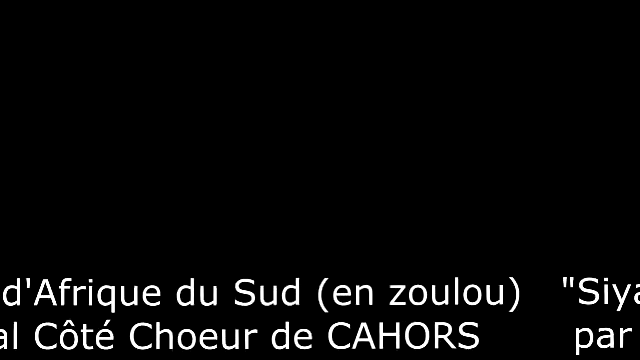 d'Afrique du Sud (en zoulou) "Siya
al Côté Choeur de CAHORS par